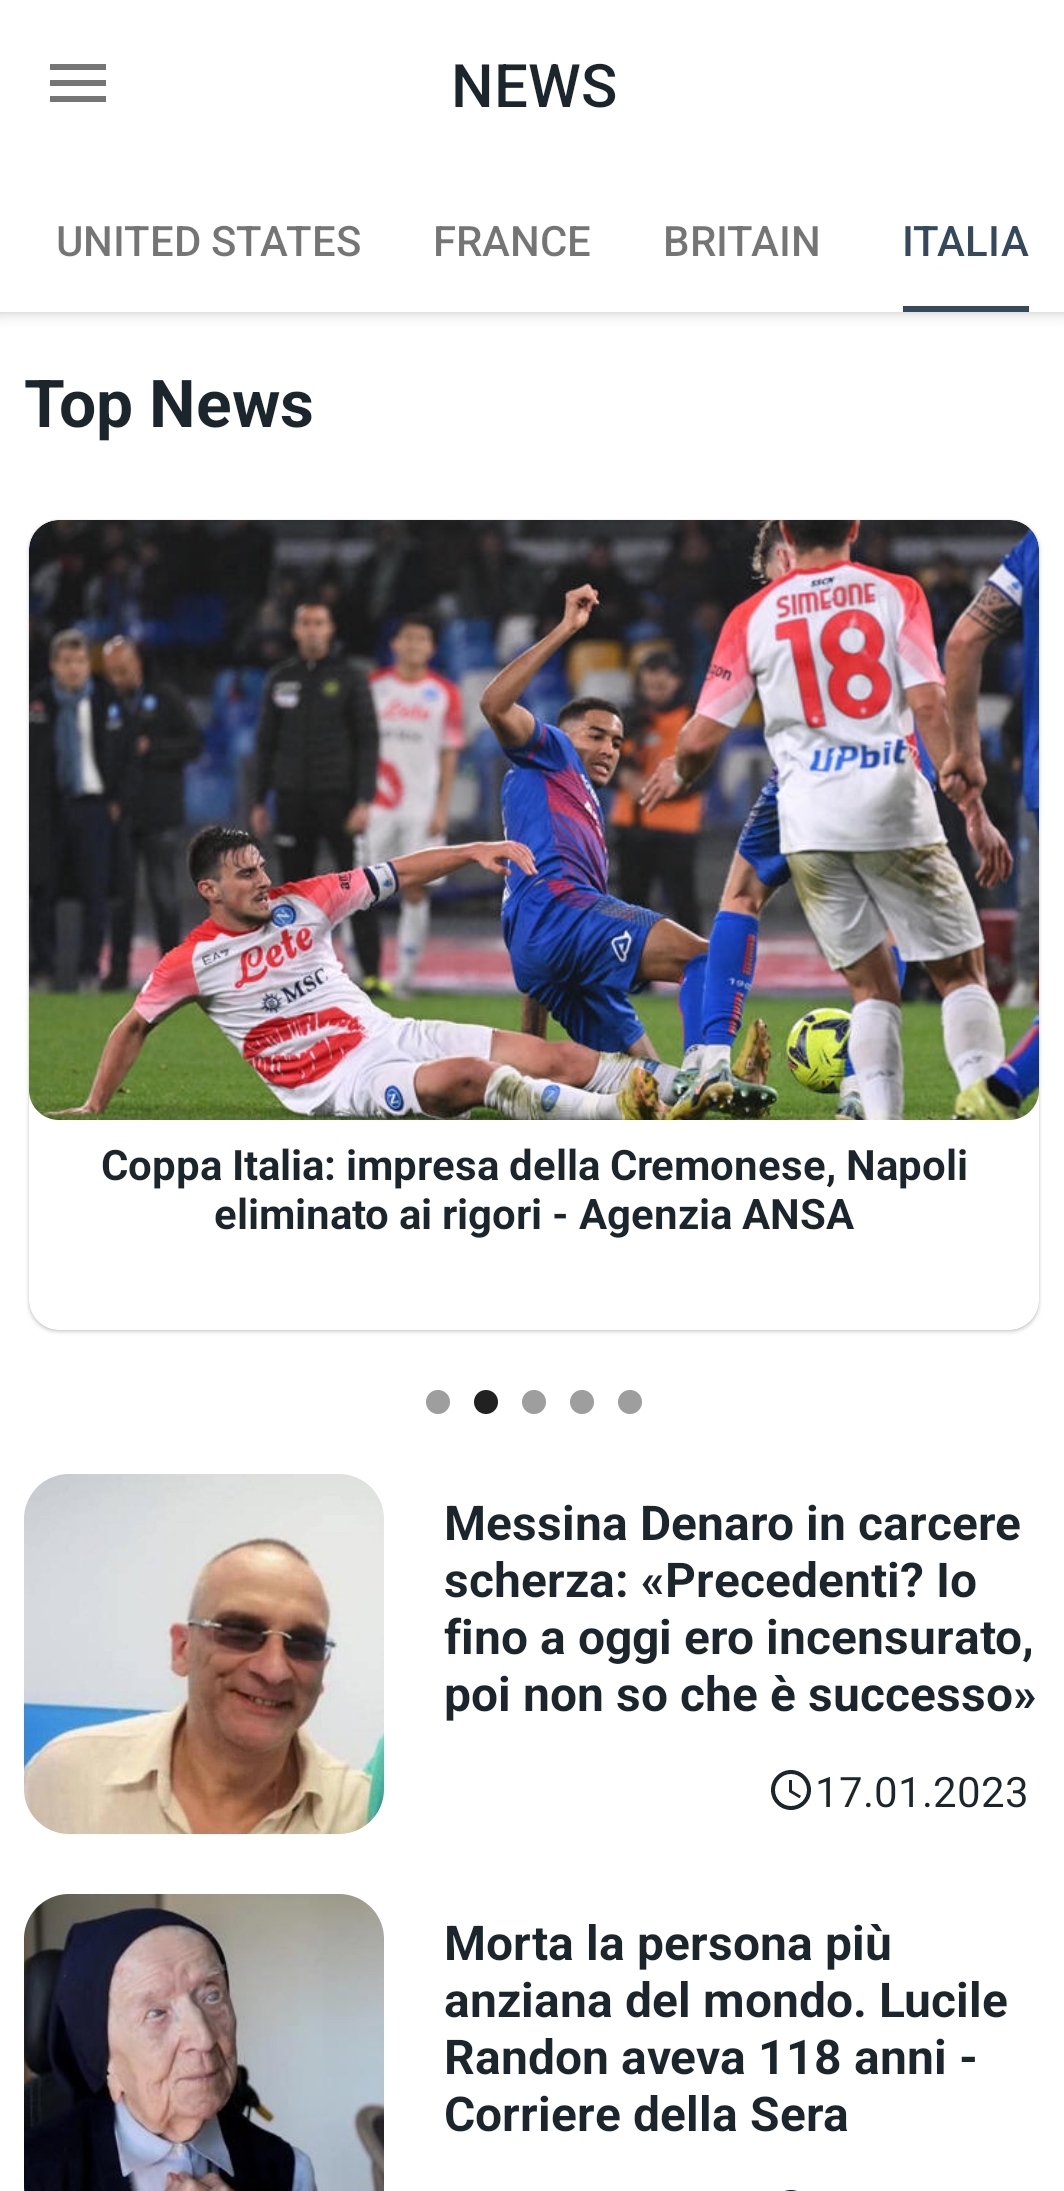 NEWS
UNITED STATES
FRANCE
BRITAIN
ITALIA
Top News
SSCN
SIMEONE
18
UPbit
EA7
Lete
MSC
Coppa Italia: impresa della Cremonese, Napoli
eliminato ai rigori - Agenzia ANSA
Messina Denaro in carcere
scherza: «Precedenti? Io
fino a oggi ero incensurato,
poi non so che è successo»
17.01.2023
Morta la persona più
anziana del mondo. Lucile
Randon aveva 118 anni -
Corriere della Sera